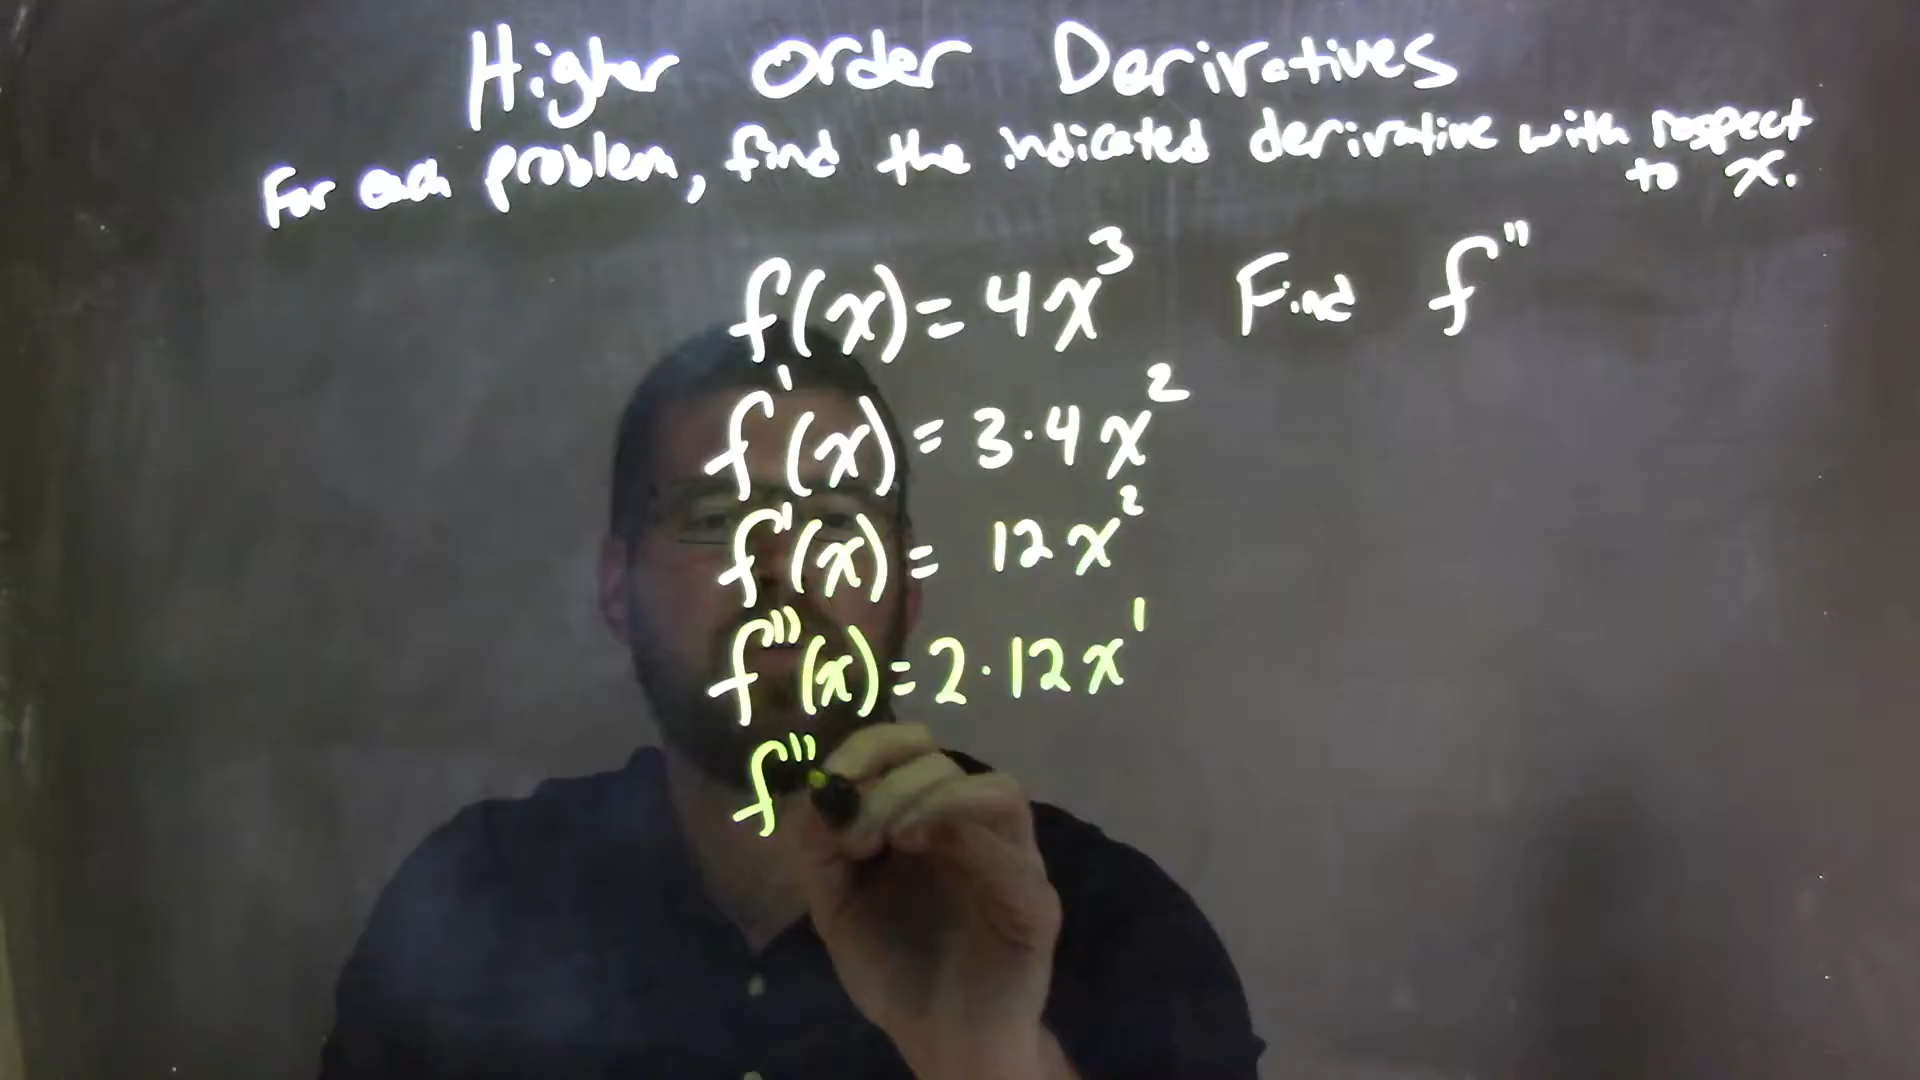 Higher Order Derivatives
For each problem, find the indicated derivative with respect
to x.
f(x) = 4x³ Find f''
f'(x) = 3·4x²
f'(x) = 12x²
f''(x) = 2·12x¹
f''